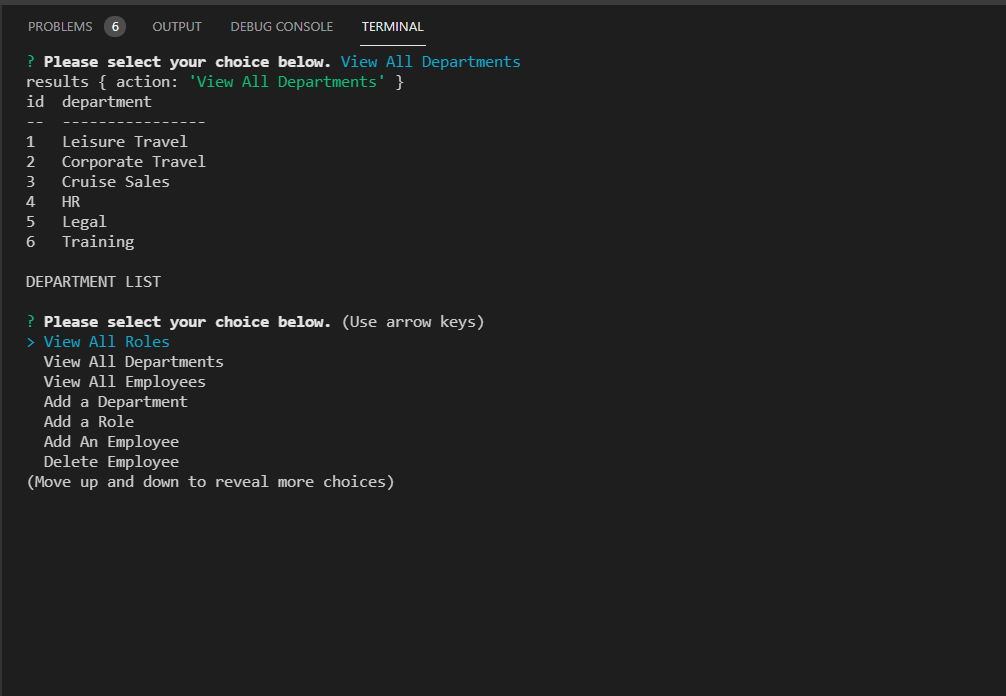 PROBLEMS 6 OUTPUT DEBUG CONSOLE TERMINAL
? Please select your choice below. View All Departments
results { action: 'View All Departments' }
id  department
--  ----------------
1   Leisure Travel
2   Corporate Travel
3   Cruise Sales
4   HR
5   Legal
6   Training
DEPARTMENT LIST
? Please select your choice below. (Use arrow keys)
> View All Roles
  View All Departments
  View All Employees
  Add a Department
  Add a Role
  Add An Employee
  Delete Employee
(Move up and down to reveal more choices)